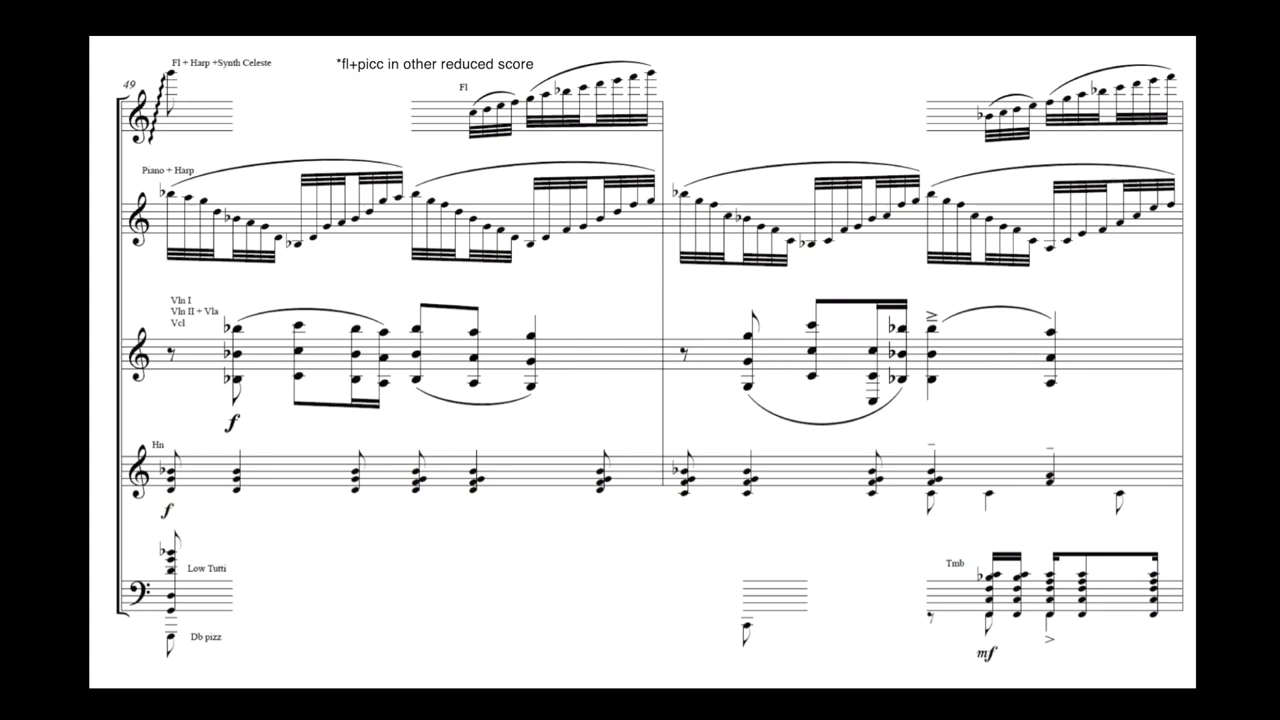 Fl + Harp +Synth Celeste
*fl+picc in other reduced score
49
Fl
Piano + Harp
Vln I
Vln II + Vla
Vcl
f
Hn
f
Low Tutti
Tmb
Db pizz
mf